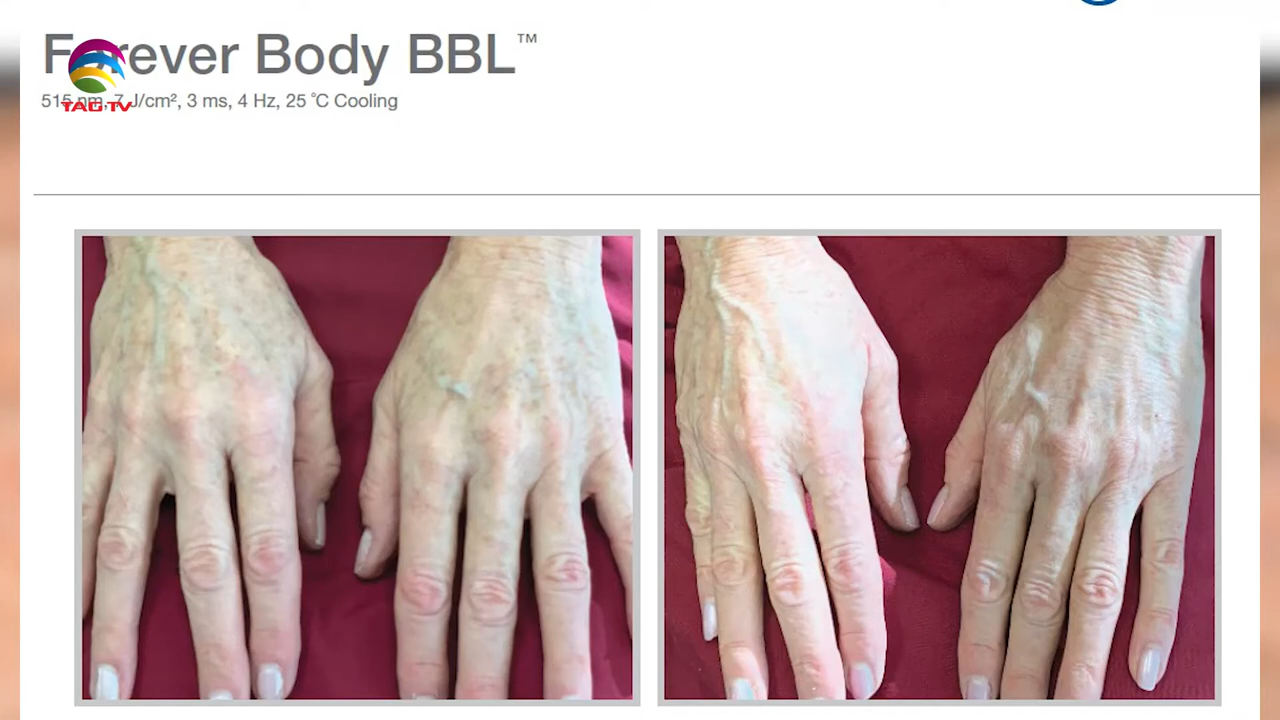 Forever Body BBL™
515 nm, 7 J/cm², 3 ms, 4 Hz, 25 °C Cooling
TAG TV